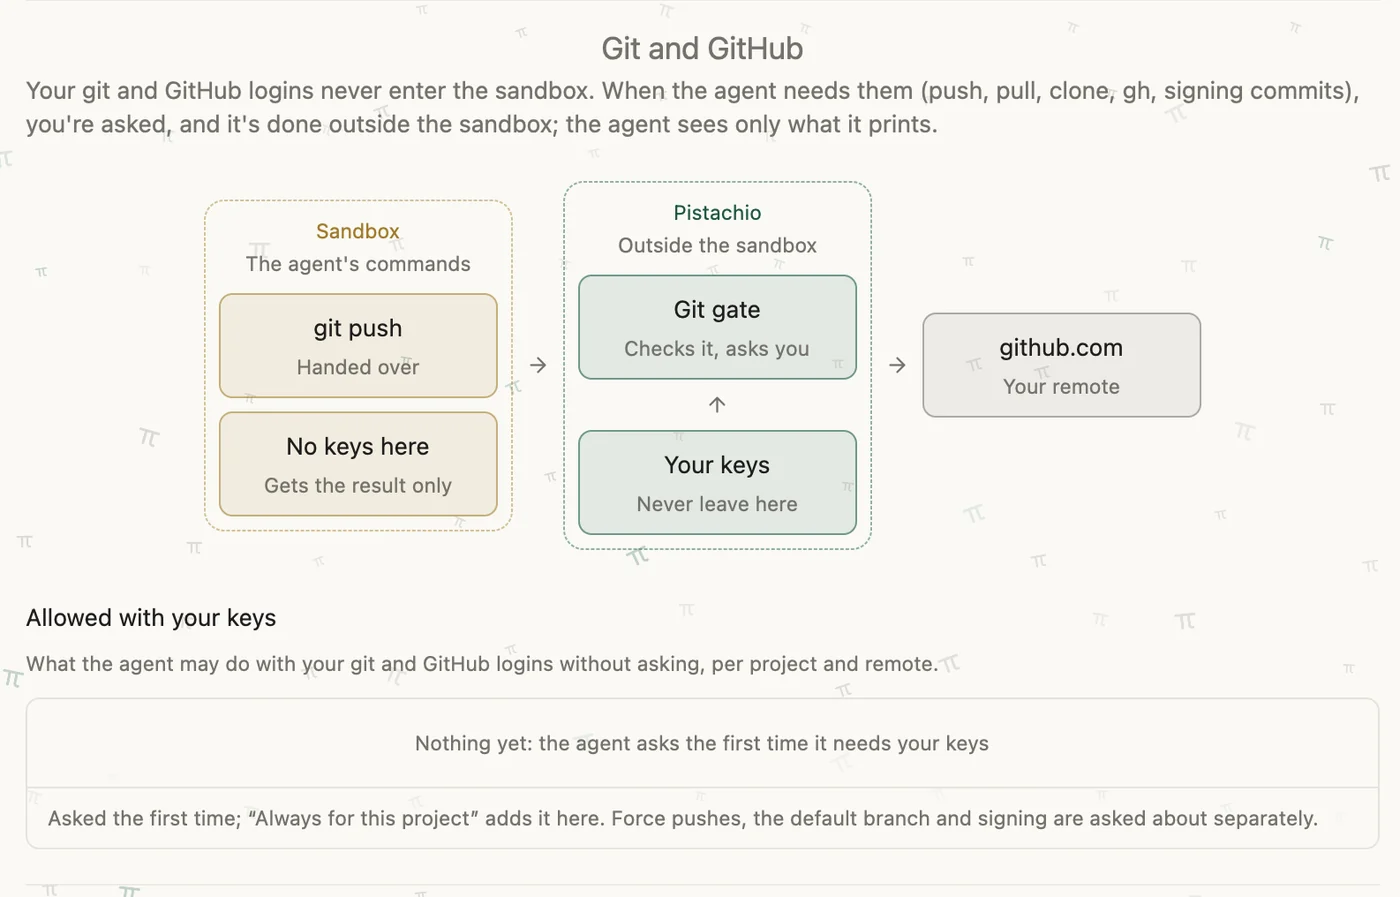 Git and GitHub
Your git and GitHub logins never enter the sandbox. When the agent needs them (push, pull, clone, gh, signing commits),
you're asked, and it's done outside the sandbox; the agent sees only what it prints.
Sandbox
The agent's commands
git push
Handed over
No keys here
Gets the result only
→
Pistachio
Outside the sandbox
Git gate
Checks it, asks you
↑
Your keys
Never leave here
→
github.com
Your remote
Allowed with your keys
What the agent may do with your git and GitHub logins without asking, per project and remote.
Nothing yet: the agent asks the first time it needs your keys
Asked the first time; “Always for this project” adds it here. Force pushes, the default branch and signing are asked about separately.